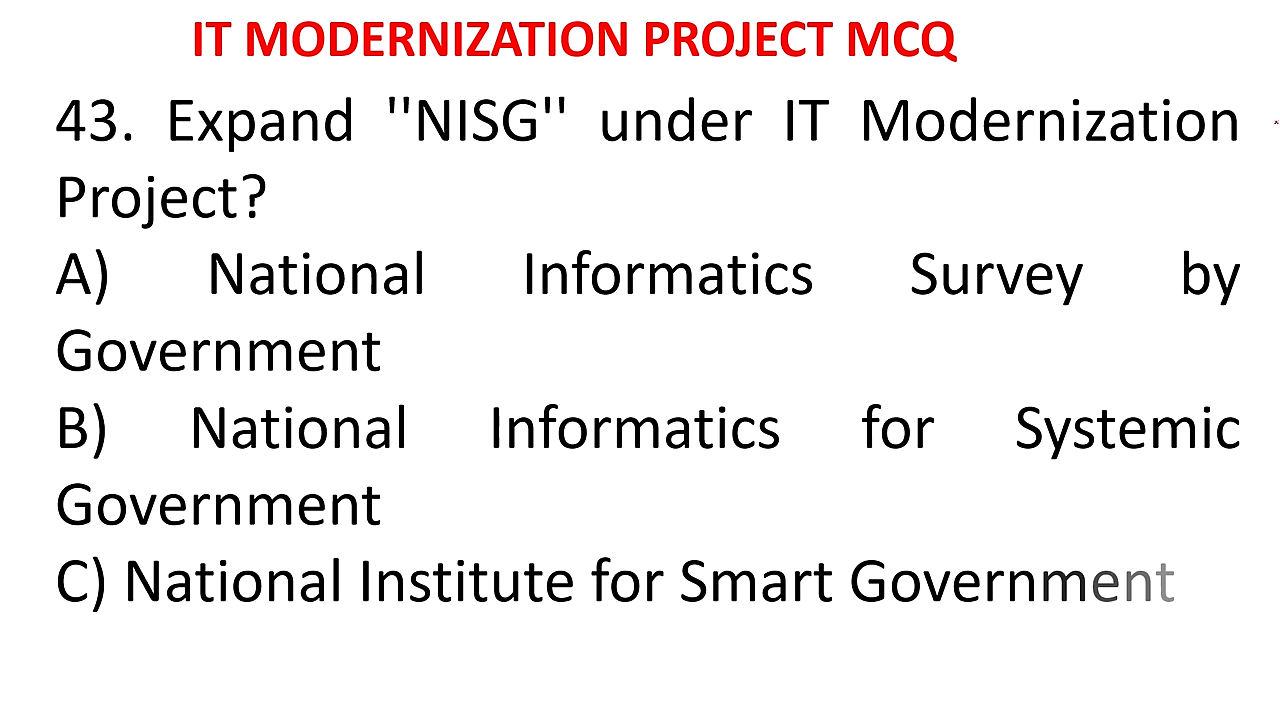 IT MODERNIZATION PROJECT MCQ
43. Expand ''NISG'' under IT Modernization
Project?
A) National Informatics Survey by
Government
B) National Informatics for Systemic
Government
C) National Institute for Smart Government